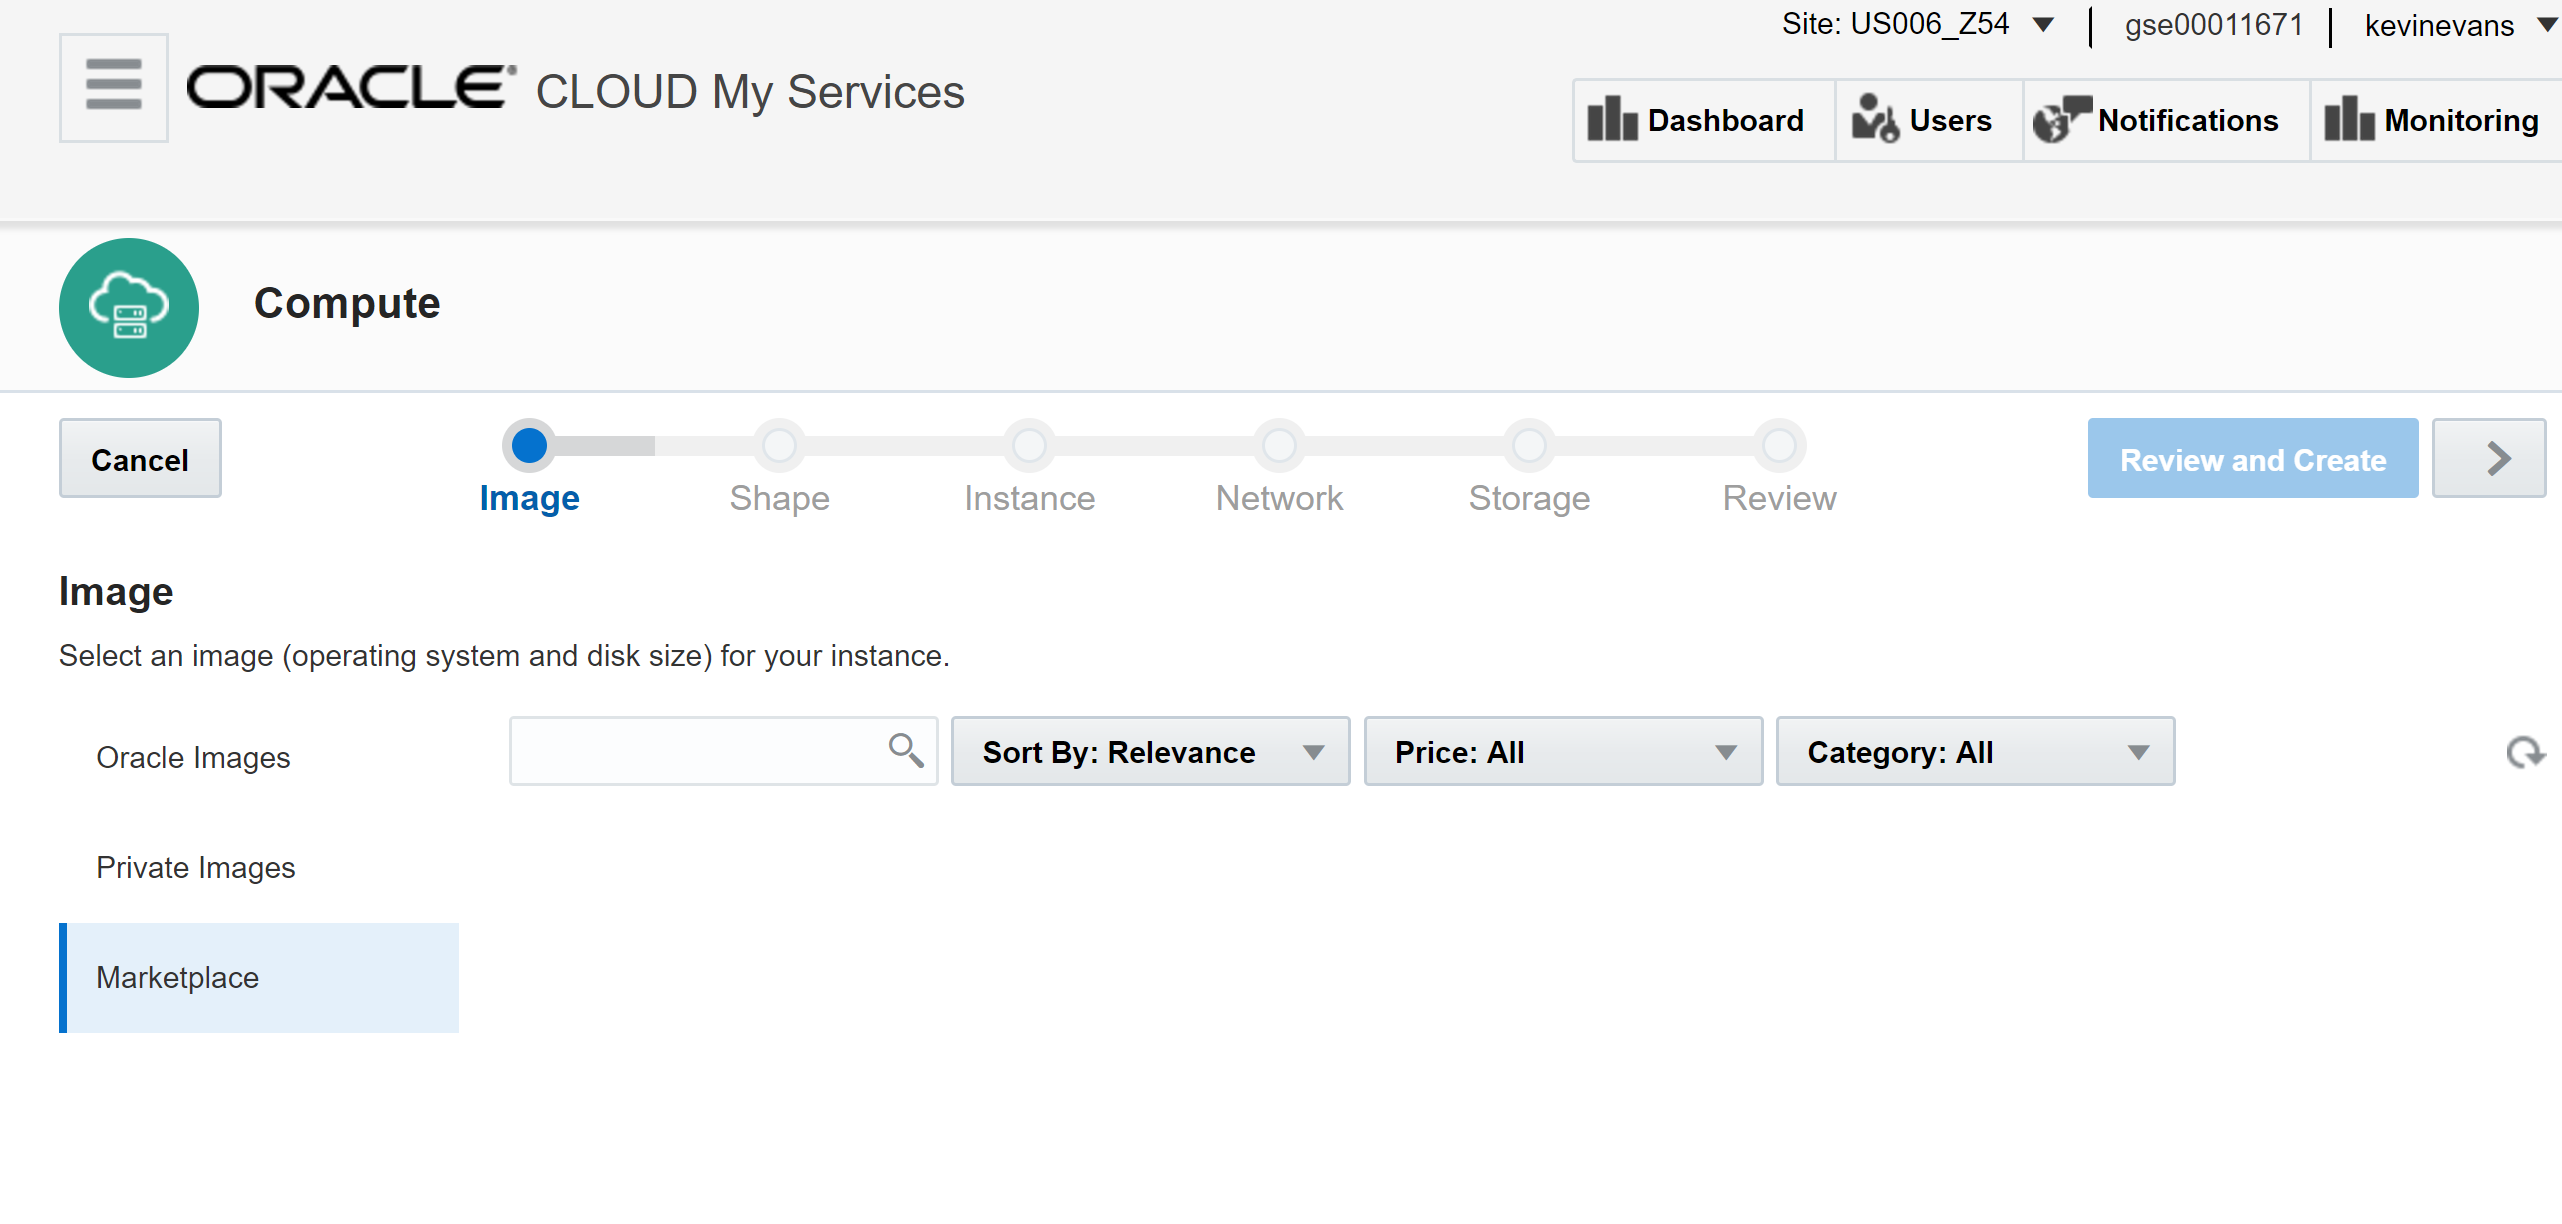 Site: US006_Z54 gse00011671 kevinevans
ORACLE® CLOUD My Services
Dashboard Users Notifications Monitoring
Compute
Cancel
Image Shape Instance Network Storage Review
Review and Create
Image
Select an image (operating system and disk size) for your instance.
Oracle Images
Sort By: Relevance Price: All Category: All
Private Images
Marketplace